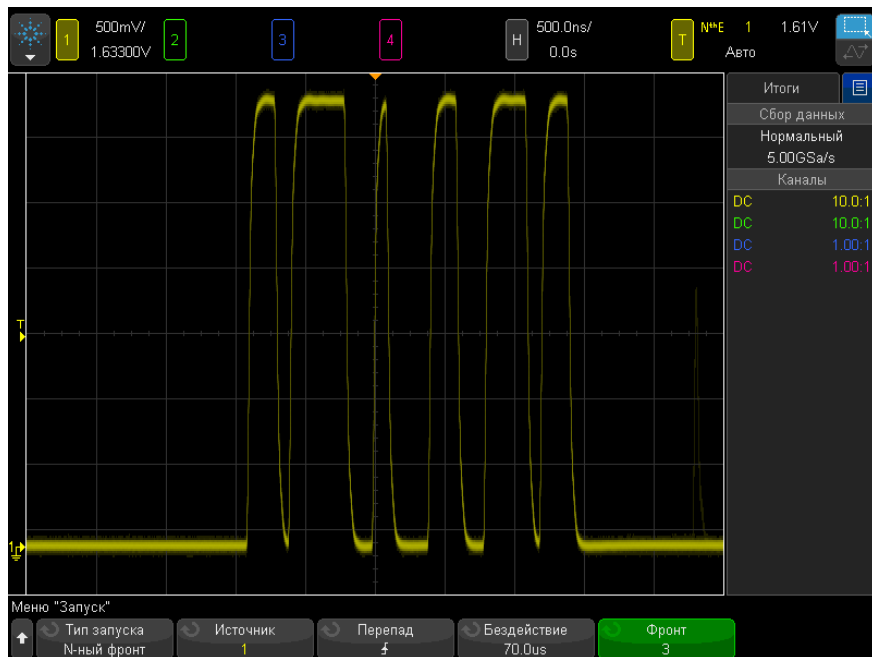 1 500mV/ 2 3 4 H 500.0ns/ T NᵗʰE 1 1.61V
1.63300V 0.0s Авто
Итоги
Сбор данных
Нормальный
5.00GSa/s
Каналы
DC 10.0:1
DC 10.0:1
DC 1.00:1
DC 1.00:1
T
1
Меню "Запуск"
Тип запуска Источник Перепад Бездействие Фронт
N-ный фронт 1 70.0us 3